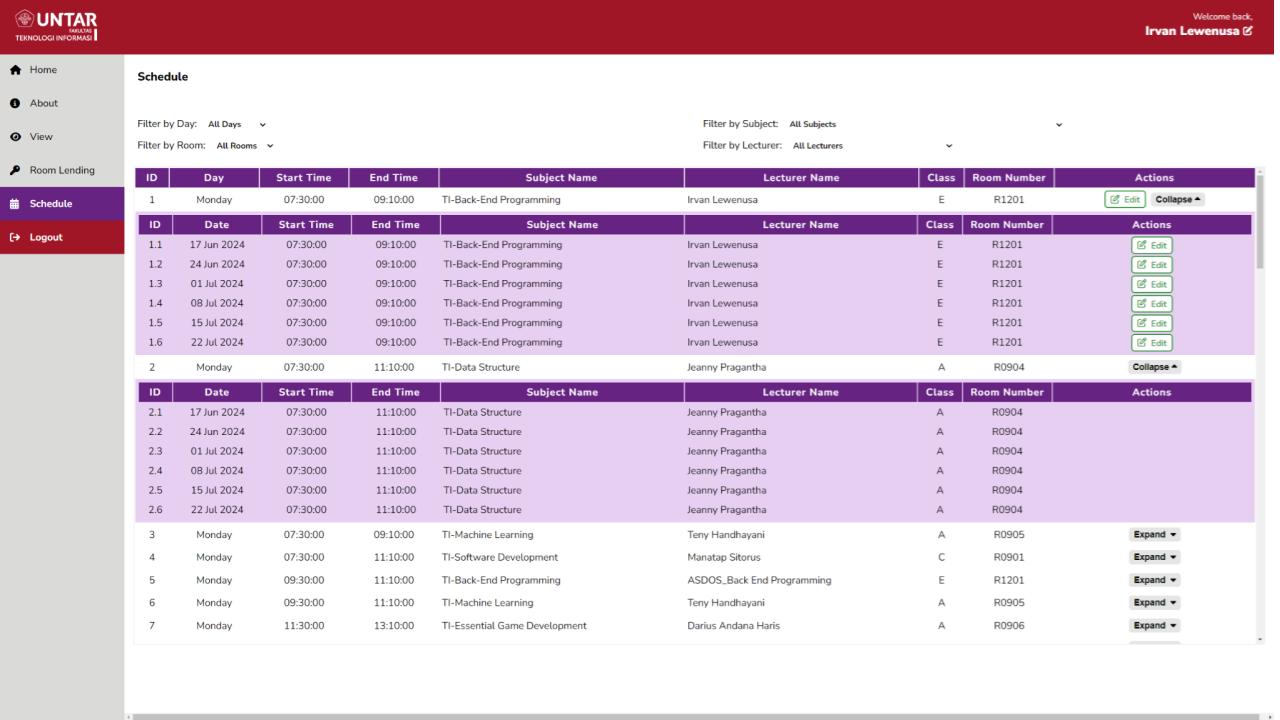 UNTAR
FAKULTAS
TEKNOLOGI INFORMASI
Welcome back,
Irvan Lewenusa
Home
About
View
Room Lending
Schedule
Logout
Schedule
Filter by Day: All Days
Filter by Subject: All Subjects
Filter by Room: All Rooms
Filter by Lecturer: All Lecturers
ID Day Start Time End Time Subject Name Lecturer Name Class Room Number Actions
1 Monday 07:30:00 09:10:00 TI-Back-End Programming Irvan Lewenusa E R1201 Edit Collapse
ID Date Start Time End Time Subject Name Lecturer Name Class Room Number Actions
1.1 17 Jun 2024 07:30:00 09:10:00 TI-Back-End Programming Irvan Lewenusa E R1201 Edit
1.2 24 Jun 2024 07:30:00 09:10:00 TI-Back-End Programming Irvan Lewenusa E R1201 Edit
1.3 01 Jul 2024 07:30:00 09:10:00 TI-Back-End Programming Irvan Lewenusa E R1201 Edit
1.4 08 Jul 2024 07:30:00 09:10:00 TI-Back-End Programming Irvan Lewenusa E R1201 Edit
1.5 15 Jul 2024 07:30:00 09:10:00 TI-Back-End Programming Irvan Lewenusa E R1201 Edit
1.6 22 Jul 2024 07:30:00 09:10:00 TI-Back-End Programming Irvan Lewenusa E R1201 Edit
2 Monday 07:30:00 11:10:00 TI-Data Structure Jeanny Pragantha A R0904 Collapse
ID Date Start Time End Time Subject Name Lecturer Name Class Room Number Actions
2.1 17 Jun 2024 07:30:00 11:10:00 TI-Data Structure Jeanny Pragantha A R0904
2.2 24 Jun 2024 07:30:00 11:10:00 TI-Data Structure Jeanny Pragantha A R0904
2.3 01 Jul 2024 07:30:00 11:10:00 TI-Data Structure Jeanny Pragantha A R0904
2.4 08 Jul 2024 07:30:00 11:10:00 TI-Data Structure Jeanny Pragantha A R0904
2.5 15 Jul 2024 07:30:00 11:10:00 TI-Data Structure Jeanny Pragantha A R0904
2.6 22 Jul 2024 07:30:00 11:10:00 TI-Data Structure Jeanny Pragantha A R0904
3 Monday 07:30:00 09:10:00 TI-Machine Learning Teny Handhayani A R0905 Expand
4 Monday 07:30:00 11:10:00 TI-Software Development Manatap Sitorus C R0901 Expand
5 Monday 09:30:00 11:10:00 TI-Back-End Programming ASDOS_Back End Programming E R1201 Expand
6 Monday 09:30:00 11:10:00 TI-Machine Learning Teny Handhayani A R0905 Expand
7 Monday 11:30:00 13:10:00 TI-Essential Game Development Darius Andana Haris A R0906 Expand